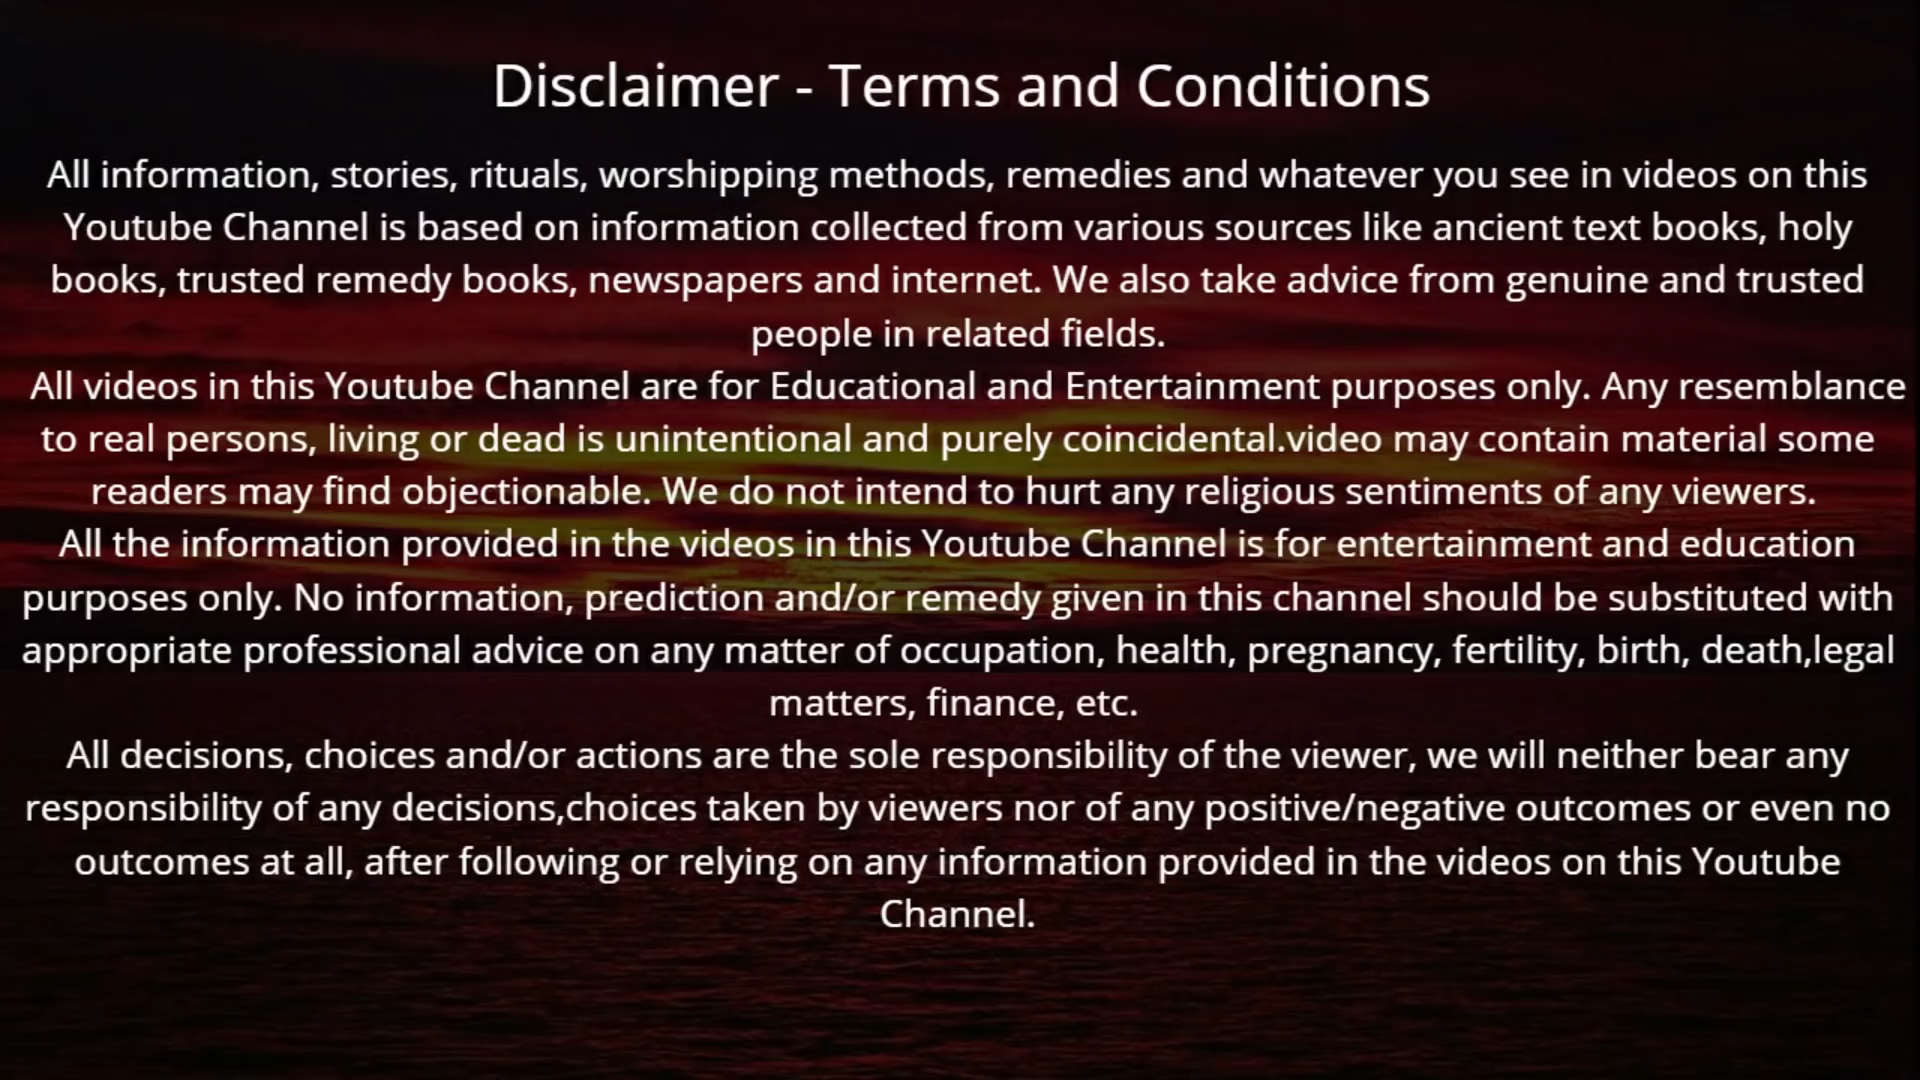 Disclaimer - Terms and Conditions
All information, stories, rituals, worshipping methods, remedies and whatever you see in videos on this
Youtube Channel is based on information collected from various sources like ancient text books, holy
books, trusted remedy books, newspapers and internet. We also take advice from genuine and trusted
people in related fields.
All videos in this Youtube Channel are for Educational and Entertainment purposes only. Any resemblance
to real persons, living or dead is unintentional and purely coincidental.video may contain material some
readers may find objectionable. We do not intend to hurt any religious sentiments of any viewers.
All the information provided in the videos in this Youtube Channel is for entertainment and education
purposes only. No information, prediction and/or remedy given in this channel should be substituted with
appropriate professional advice on any matter of occupation, health, pregnancy, fertility, birth, death,legal
matters, finance, etc.
All decisions, choices and/or actions are the sole responsibility of the viewer, we will neither bear any
responsibility of any decisions,choices taken by viewers nor of any positive/negative outcomes or even no
outcomes at all, after following or relying on any information provided in the videos on this Youtube
Channel.